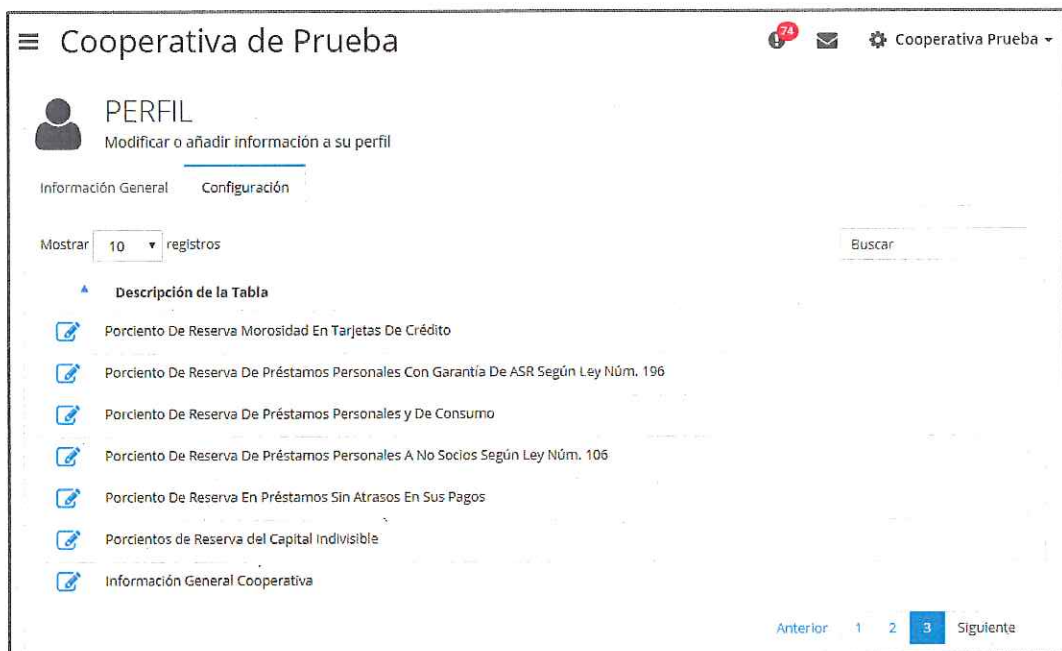 Cooperativa de Prueba
74
Cooperativa Prueba
PERFIL
Modificar o añadir información a su perfil
Información General
Configuración
Mostrar 10 registros
Buscar
Descripción de la Tabla
Porciento De Reserva Morosidad En Tarjetas De Crédito
Porciento De Reserva De Préstamos Personales Con Garantía De ASR Según Ley Núm. 196
Porciento De Reserva De Préstamos Personales y De Consumo
Porciento De Reserva De Préstamos Personales A No Socios Según Ley Núm. 106
Porciento De Reserva En Préstamos Sin Atrasos En Sus Pagos
Porcientos de Reserva del Capital Indivisible
Información General Cooperativa
Anterior 1 2 3 Siguiente